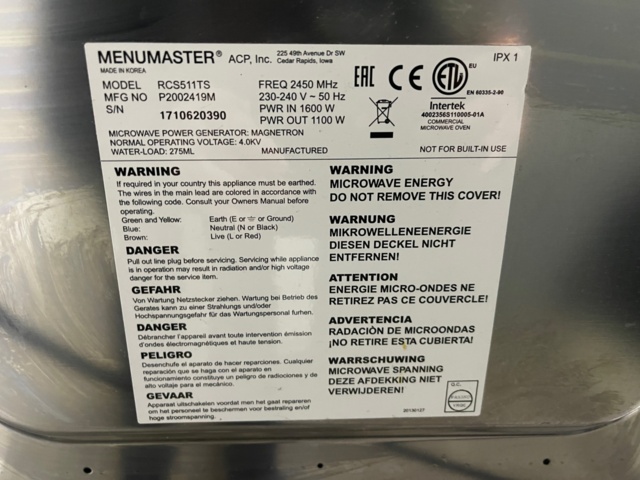 MENUMASTER® ACP, Inc. 225 49th Avenue Dr SW
Cedar Rapids, Iowa
IPX 1
MADE IN KOREA
MODEL RCS511TS FREQ 2450 MHz
MFG NO P2002419M 230-240 V ~ 50 Hz
S/N 1710620390 PWR IN 1600 W
PWR OUT 1100 W
EAC CE ETL EU
EN 60335-2-90
Intertek
4002356S110005-01A
COMMERCIAL
MICROWAVE OVEN
MICROWAVE POWER GENERATOR: MAGNETRON
NORMAL OPERATING VOLTAGE: 4.0KV
WATER-LOAD: 275ML MANUFACTURED NOT FOR BUILT-IN USE
WARNING
If required in your country this appliance must be earthed.
The wires in the main lead are colored in accordance with
the following code. Consult your Owners Manual before
operating.
Green and Yellow: Earth (E or ⏚ or Ground)
Blue: Neutral (N or Black)
Brown: Live (L or Red)
DANGER
Pull out line plug before servicing. Servicing while appliance
is in operation may result in radiation and/or high voltage
danger for the service item.
GEFAHR
Von Wartung Netzstecker ziehen. Wartung bei Betrieb des
Gerates kann zu einer Strahlungs und/oder
Hochspannungsgefahr fur das Wartungspersonal fuhren.
DANGER
Débrancher l'appareil avant toute intervention émission
d'ondes électromagnétiques et haute tension.
PELIGRO
Desenchufe el aparato de hacer reparciones. Cualquier
reparación que se haga con el aparato en
funcionamiento constituye un peligro de radiociones y de
alto voltaje para el mecánico.
GEVAAR
Apparaat uitschakelen voordat men het gaat repareren
om het personeel te beschermen voor bestraling en/of
hoge stroomspanning.
WARNING
MICROWAVE ENERGY
DO NOT REMOVE THIS COVER!
WARNUNG
MIKROWELLENEENERGIE
DIESEN DECKEL NICHT
ENTFERNEN!
ATTENTION
ENERGIE MICRO-ONDES NE
RETIREZ PAS CE COUVERCLE!
ADVERTENCIA
RADACIÓN DE MICROONDAS
¡NO RETIRE ESTA CUBIERTA!
WARRSCHUWING
MICROWAVE SPANNING
DEZE AFDEKKING NIET
VERWIJDEREN!
20130127
Q.C.